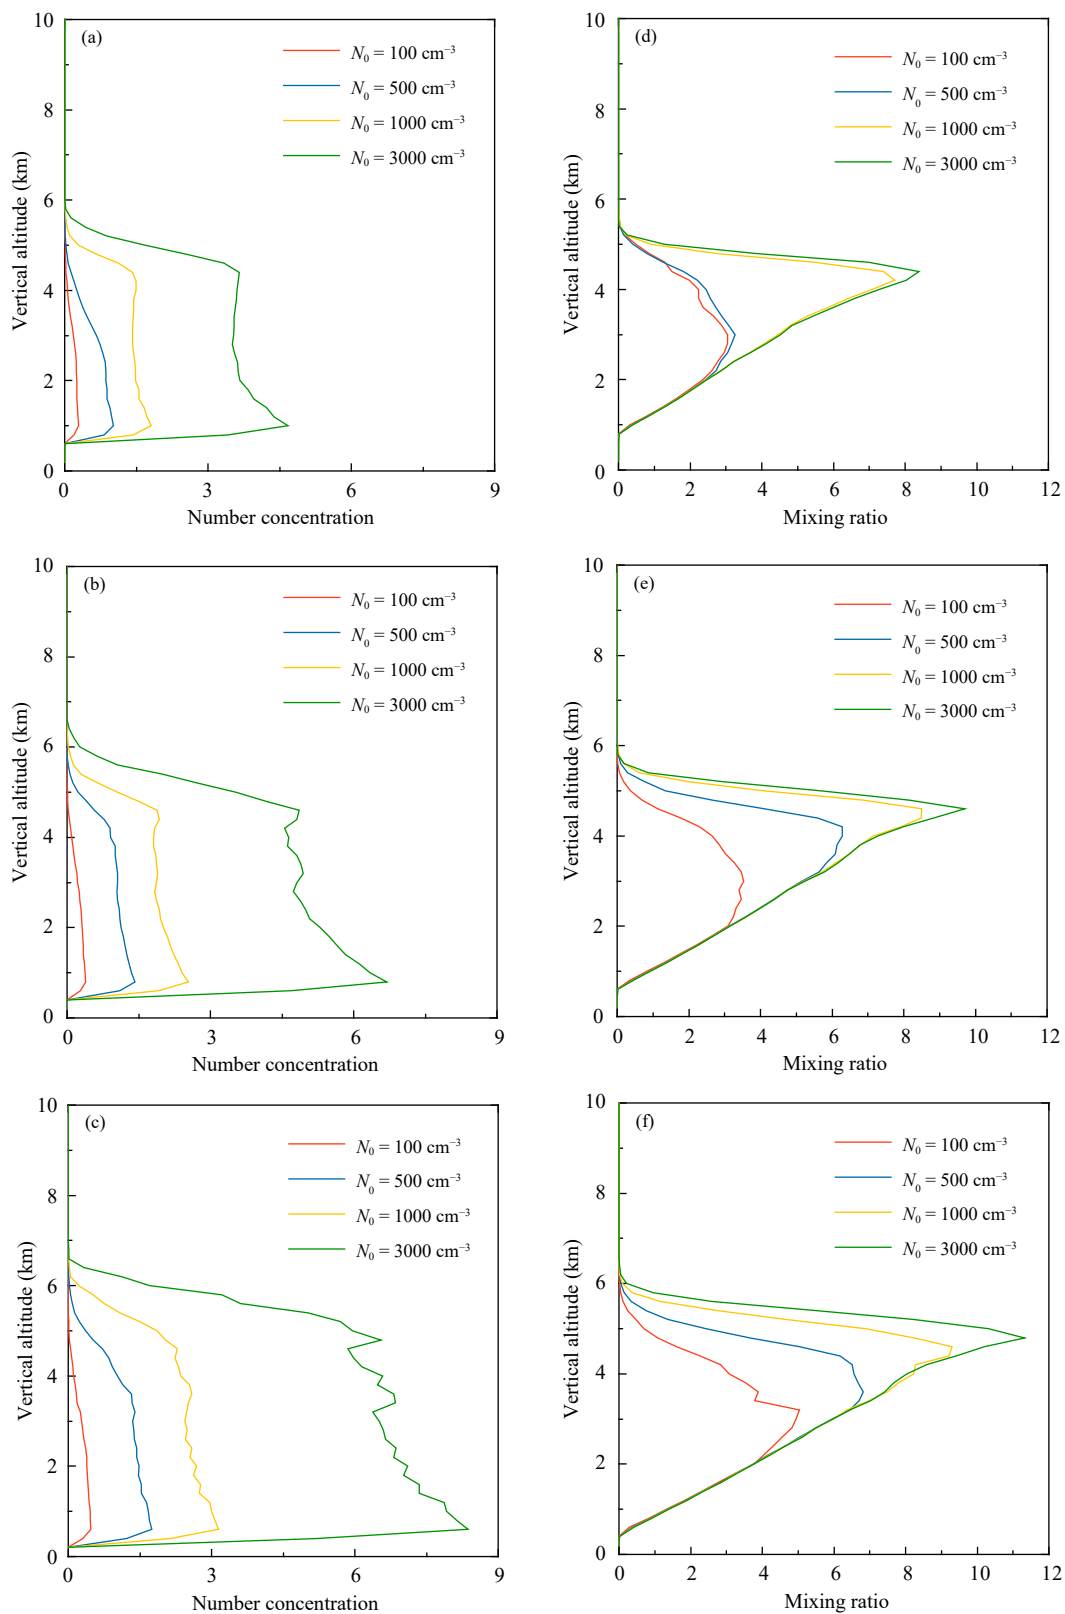 (a)
N₀ = 100 cm⁻³
N₀ = 500 cm⁻³
N₀ = 1000 cm⁻³
N₀ = 3000 cm⁻³
10
8
6
4
2
0
Vertical altitude (km)
0 3 6 9
Number concentration
(d)
N₀ = 100 cm⁻³
N₀ = 500 cm⁻³
N₀ = 1000 cm⁻³
N₀ = 3000 cm⁻³
10
8
6
4
2
0
Vertical altitude (km)
0 2 4 6 8 10 12
Mixing ratio
(b)
N₀ = 100 cm⁻³
N₀ = 500 cm⁻³
N₀ = 1000 cm⁻³
N₀ = 3000 cm⁻³
10
8
6
4
2
0
Vertical altitude (km)
0 3 6 9
Number concentration
(e)
N₀ = 100 cm⁻³
N₀ = 500 cm⁻³
N₀ = 1000 cm⁻³
N₀ = 3000 cm⁻³
10
8
6
4
2
0
Vertical altitude (km)
0 2 4 6 8 10 12
Mixing ratio
(c)
N₀ = 100 cm⁻³
N₀ = 500 cm⁻³
N₀ = 1000 cm⁻³
N₀ = 3000 cm⁻³
10
8
6
4
2
0
Vertical altitude (km)
0 3 6 9
Number concentration
(f)
N₀ = 100 cm⁻³
N₀ = 500 cm⁻³
N₀ = 1000 cm⁻³
N₀ = 3000 cm⁻³
10
8
6
4
2
0
Vertical altitude (km)
0 2 4 6 8 10 12
Mixing ratio